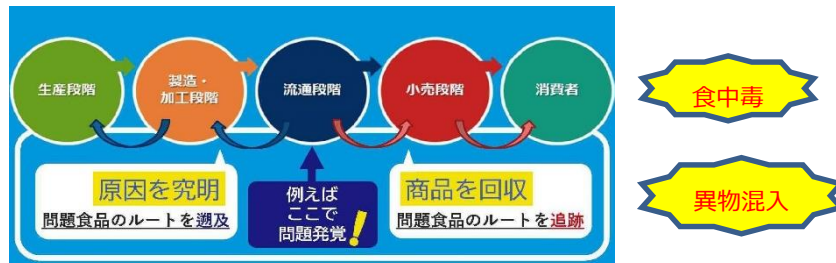 生産段階
製造・
加工段階
流通段階
小売段階
消費者
原因を究明
問題食品のルートを遡及
例えば
ここで
問題発覚!
商品を回収
問題食品のルートを追跡
食中毒
異物混入